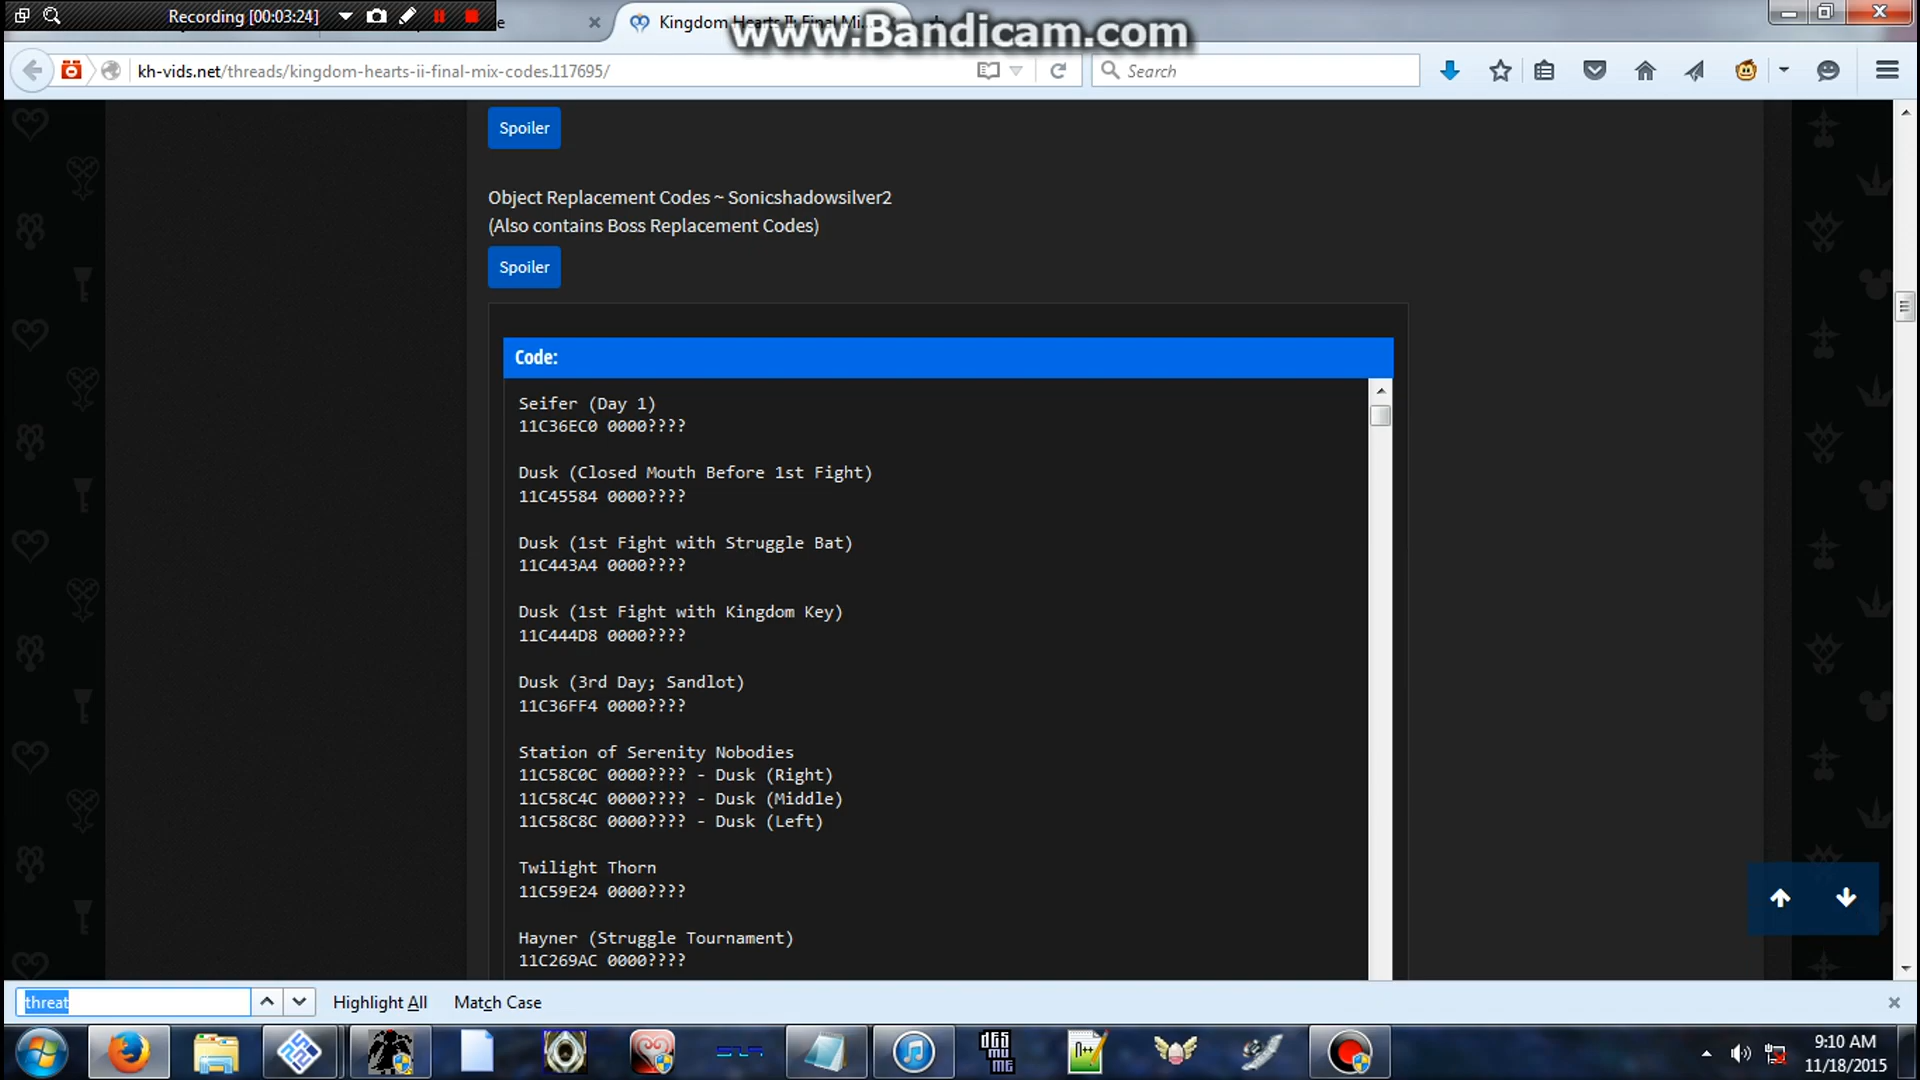 Recording [00:03:24]
www.Bandicam.com
Kingdom Hearts II: Final Mi...
kh-vids.net/threads/kingdom-hearts-ii-final-mix-codes.117695/
Search
Spoiler
Object Replacement Codes ~ Sonicshadowsilver2
(Also contains Boss Replacement Codes)
Spoiler
Code:
Seifer (Day 1)
11C36EC0 0000????
Dusk (Closed Mouth Before 1st Fight)
11C45584 0000????
Dusk (1st Fight with Struggle Bat)
11C443A4 0000????
Dusk (1st Fight with Kingdom Key)
11C444D8 0000????
Dusk (3rd Day; Sandlot)
11C36FF4 0000????
Station of Serenity Nobodies
11C58C0C 0000???? - Dusk (Right)
11C58C4C 0000???? - Dusk (Middle)
11C58C8C 0000???? - Dusk (Left)
Twilight Thorn
11C59E24 0000????
Hayner (Struggle Tournament)
11C269AC 0000????
threat
Highlight All
Match Case
9:10 AM
11/18/2015